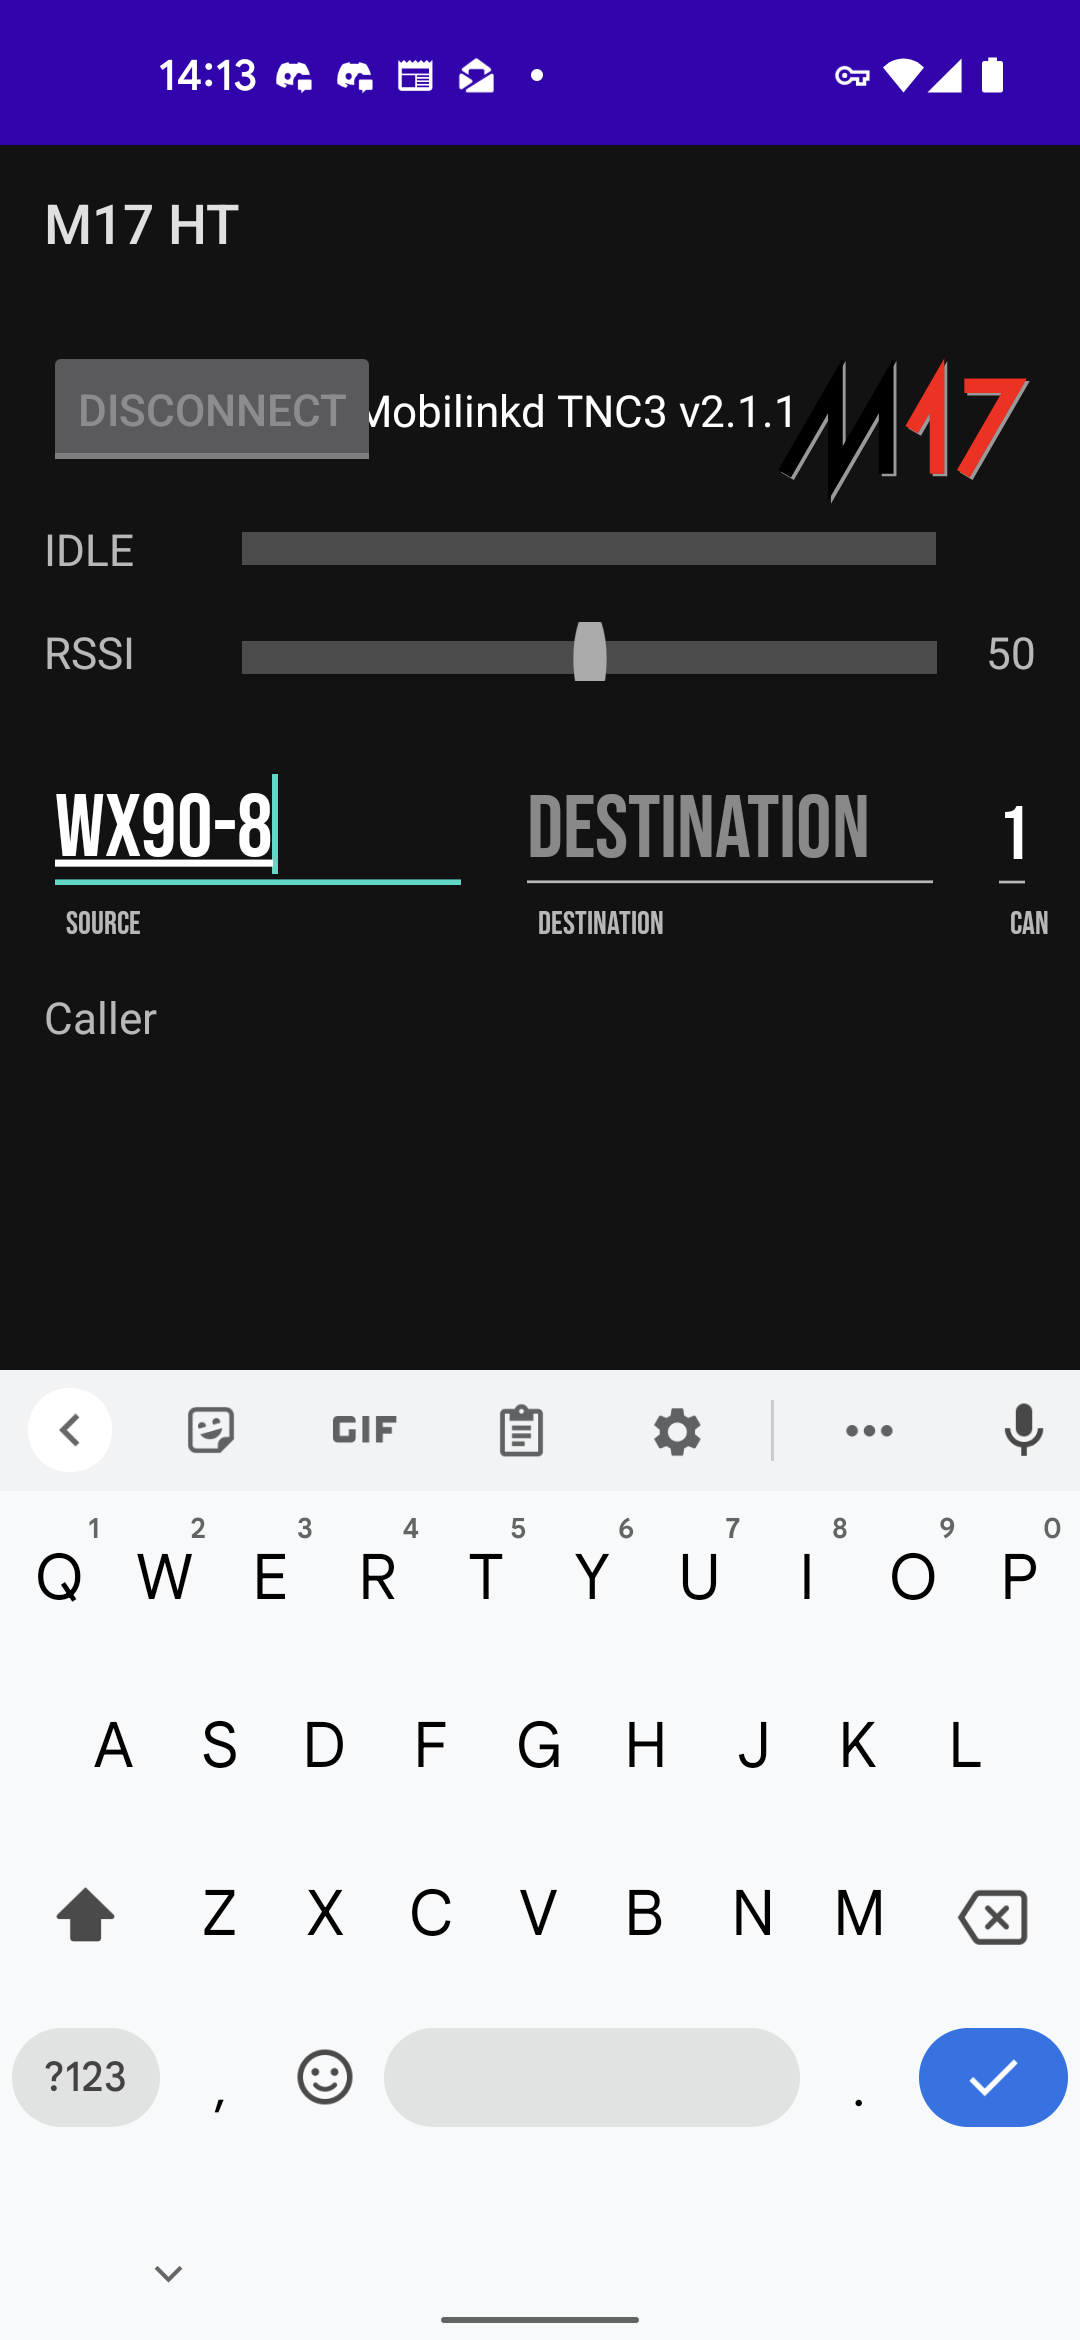 14:13
M17 HT
DISCONNECT Mobilinkd TNC3 v2.1.1 M17
IDLE
RSSI 50
WX90-8 DESTINATION 1
SOURCE DESTINATION CAN
Caller
GIF
1 2 3 4 5 6 7 8 9 0
Q W E R T Y U I O P
A S D F G H J K L
Z X C V B N M
?123 , .